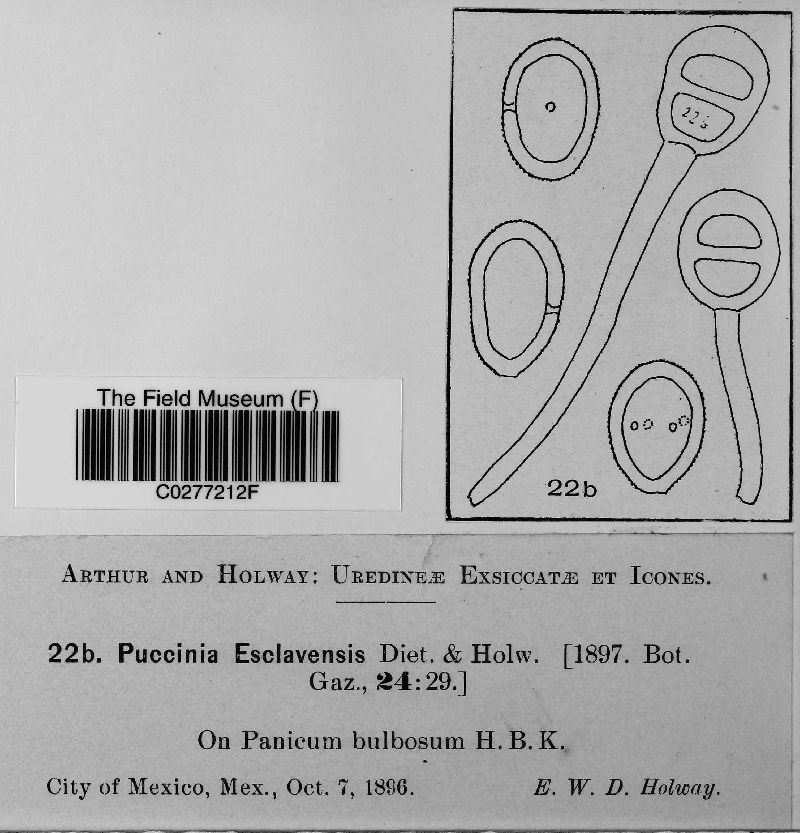 22b
22b
The Field Museum (F)
C0277212F
ARTHUR AND HOLWAY: UREDINEÆ EXSICCATÆ ET ICONES.
22b. Puccinia Esclavensis Diet. & Holw. [1897. Bot.
Gaz., 24:29.]
On Panicum bulbosum H. B. K.
City of Mexico, Mex., Oct. 7, 1896. E. W. D. Holway.